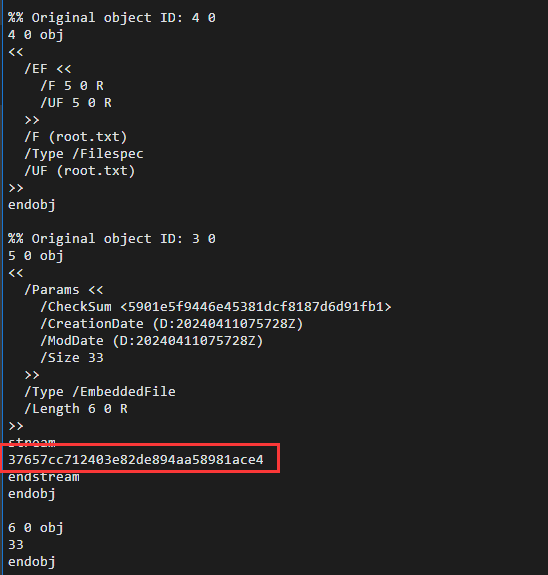 %% Original object ID: 4 0
4 0 obj
<<
  /EF <<
    /F 5 0 R
    /UF 5 0 R
  >>
  /F (root.txt)
  /Type /Filespec
  /UF (root.txt)
>>
endobj

%% Original object ID: 3 0
5 0 obj
<<
  /Params <<
    /CheckSum <5901e5f9446e45381dcf8187d6d91fb1>
    /CreationDate (D:20240411075728Z)
    /ModDate (D:20240411075728Z)
    /Size 33
  >>
  /Type /EmbeddedFile
  /Length 6 0 R
>>
stream
37657cc712403e82de894aa58981ace4
endstream
endobj

6 0 obj
33
endobj